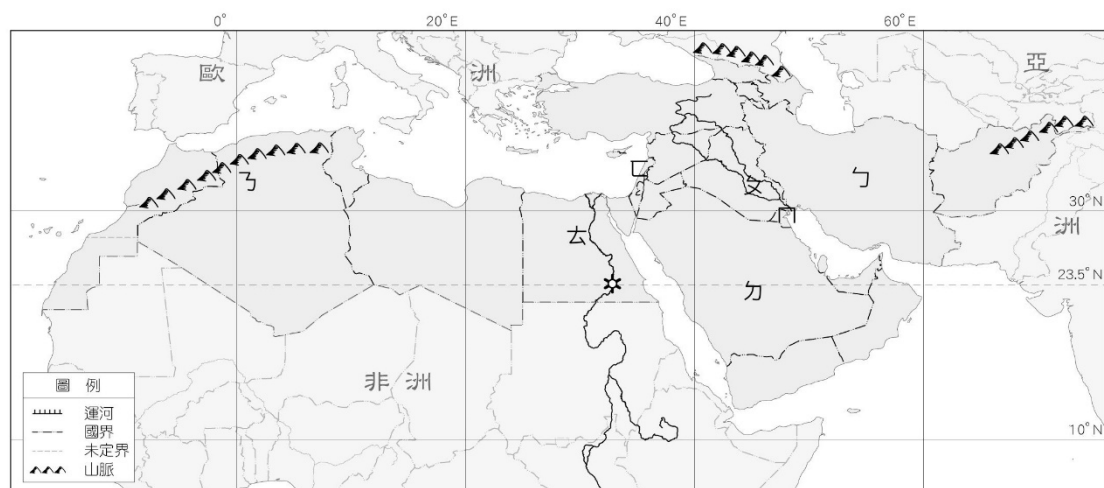 0° 20°E 40°E 60°E
歐 洲 亞
ㄈ
ㄋ ㄆ ㄅ
ㄇ 30°N
洲
ㄊ
23.5°N
ㄉ
非 洲
圖 例
運河
國界
未定界
山脈
10°N